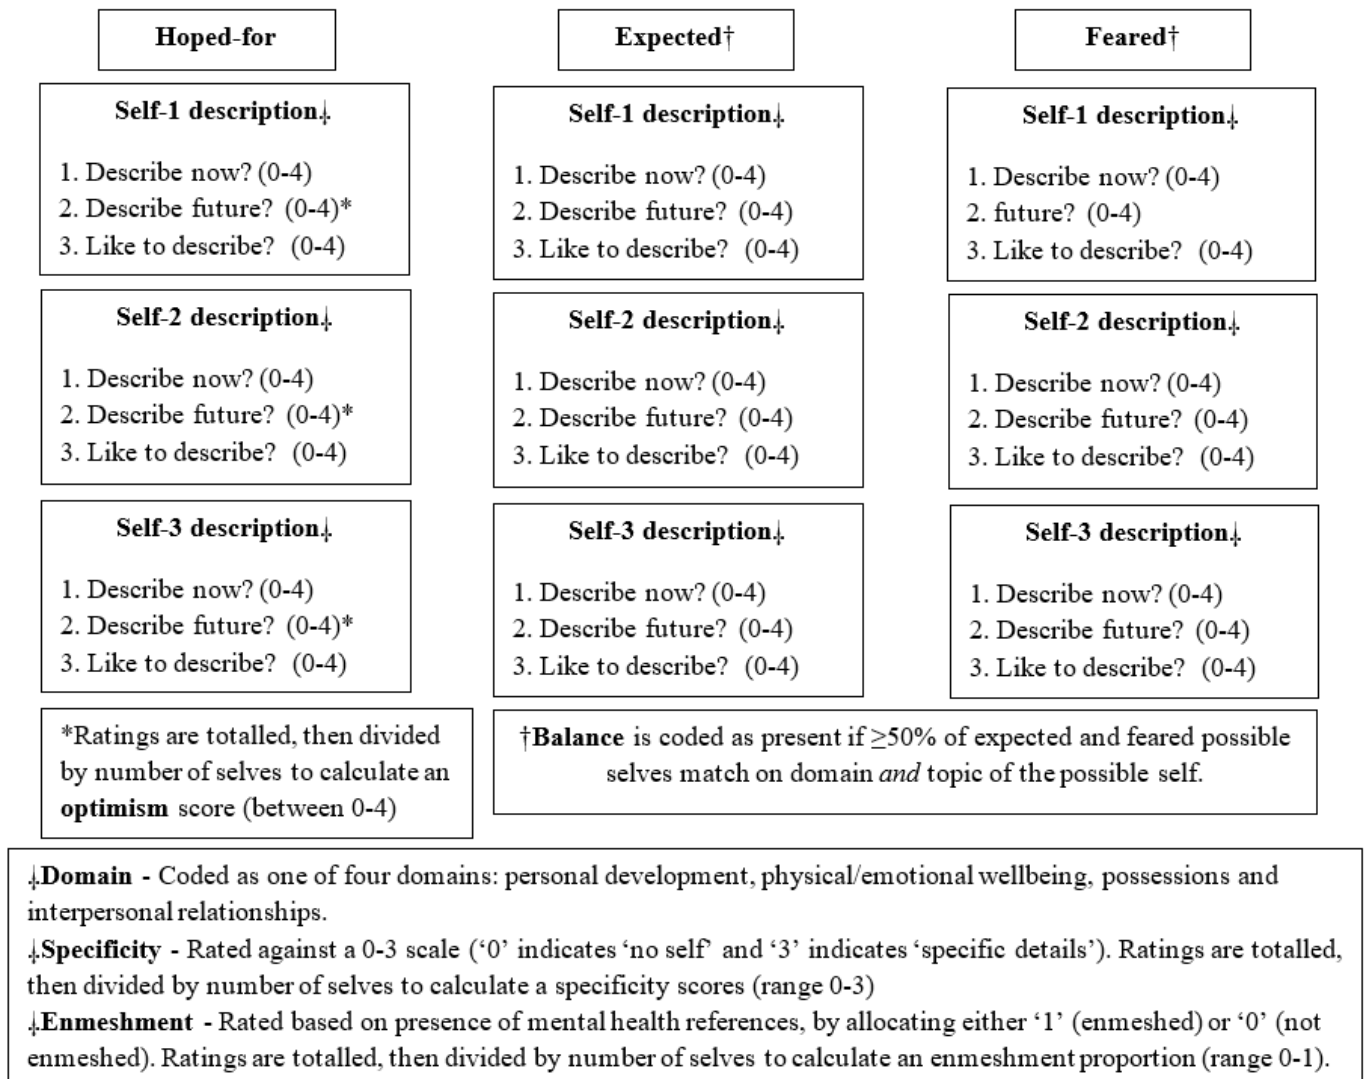 Hoped-for
Self-1 description⸸
1. Describe now? (0-4)
2. Describe future? (0-4)*
3. Like to describe? (0-4)
Self-2 description⸸
1. Describe now? (0-4)
2. Describe future? (0-4)*
3. Like to describe? (0-4)
Self-3 description⸸
1. Describe now? (0-4)
2. Describe future? (0-4)*
3. Like to describe? (0-4)
*Ratings are totalled, then divided
by number of selves to calculate an
optimism score (between 0-4)
Expected†
Self-1 description⸸
1. Describe now? (0-4)
2. Describe future? (0-4)
3. Like to describe? (0-4)
Self-2 description⸸
1. Describe now? (0-4)
2. Describe future? (0-4)
3. Like to describe? (0-4)
Self-3 description⸸
1. Describe now? (0-4)
2. Describe future? (0-4)
3. Like to describe? (0-4)
Feared†
Self-1 description⸸
1. Describe now? (0-4)
2. future? (0-4)
3. Like to describe? (0-4)
Self-2 description⸸
1. Describe now? (0-4)
2. Describe future? (0-4)
3. Like to describe? (0-4)
Self-3 description⸸
1. Describe now? (0-4)
2. Describe future? (0-4)
3. Like to describe? (0-4)
†Balance is coded as present if ≥50% of expected and feared possible
selves match on domain and topic of the possible self.
⸸Domain - Coded as one of four domains: personal development, physical/emotional wellbeing, possessions and
interpersonal relationships.
⸸Specificity - Rated against a 0-3 scale (‘0’ indicates ‘no self’ and ‘3’ indicates ‘specific details’). Ratings are totalled,
then divided by number of selves to calculate a specificity scores (range 0-3)
⸸Enmeshment - Rated based on presence of mental health references, by allocating either ‘1’ (enmeshed) or ‘0’ (not
enmeshed). Ratings are totalled, then divided by number of selves to calculate an enmeshment proportion (range 0-1).